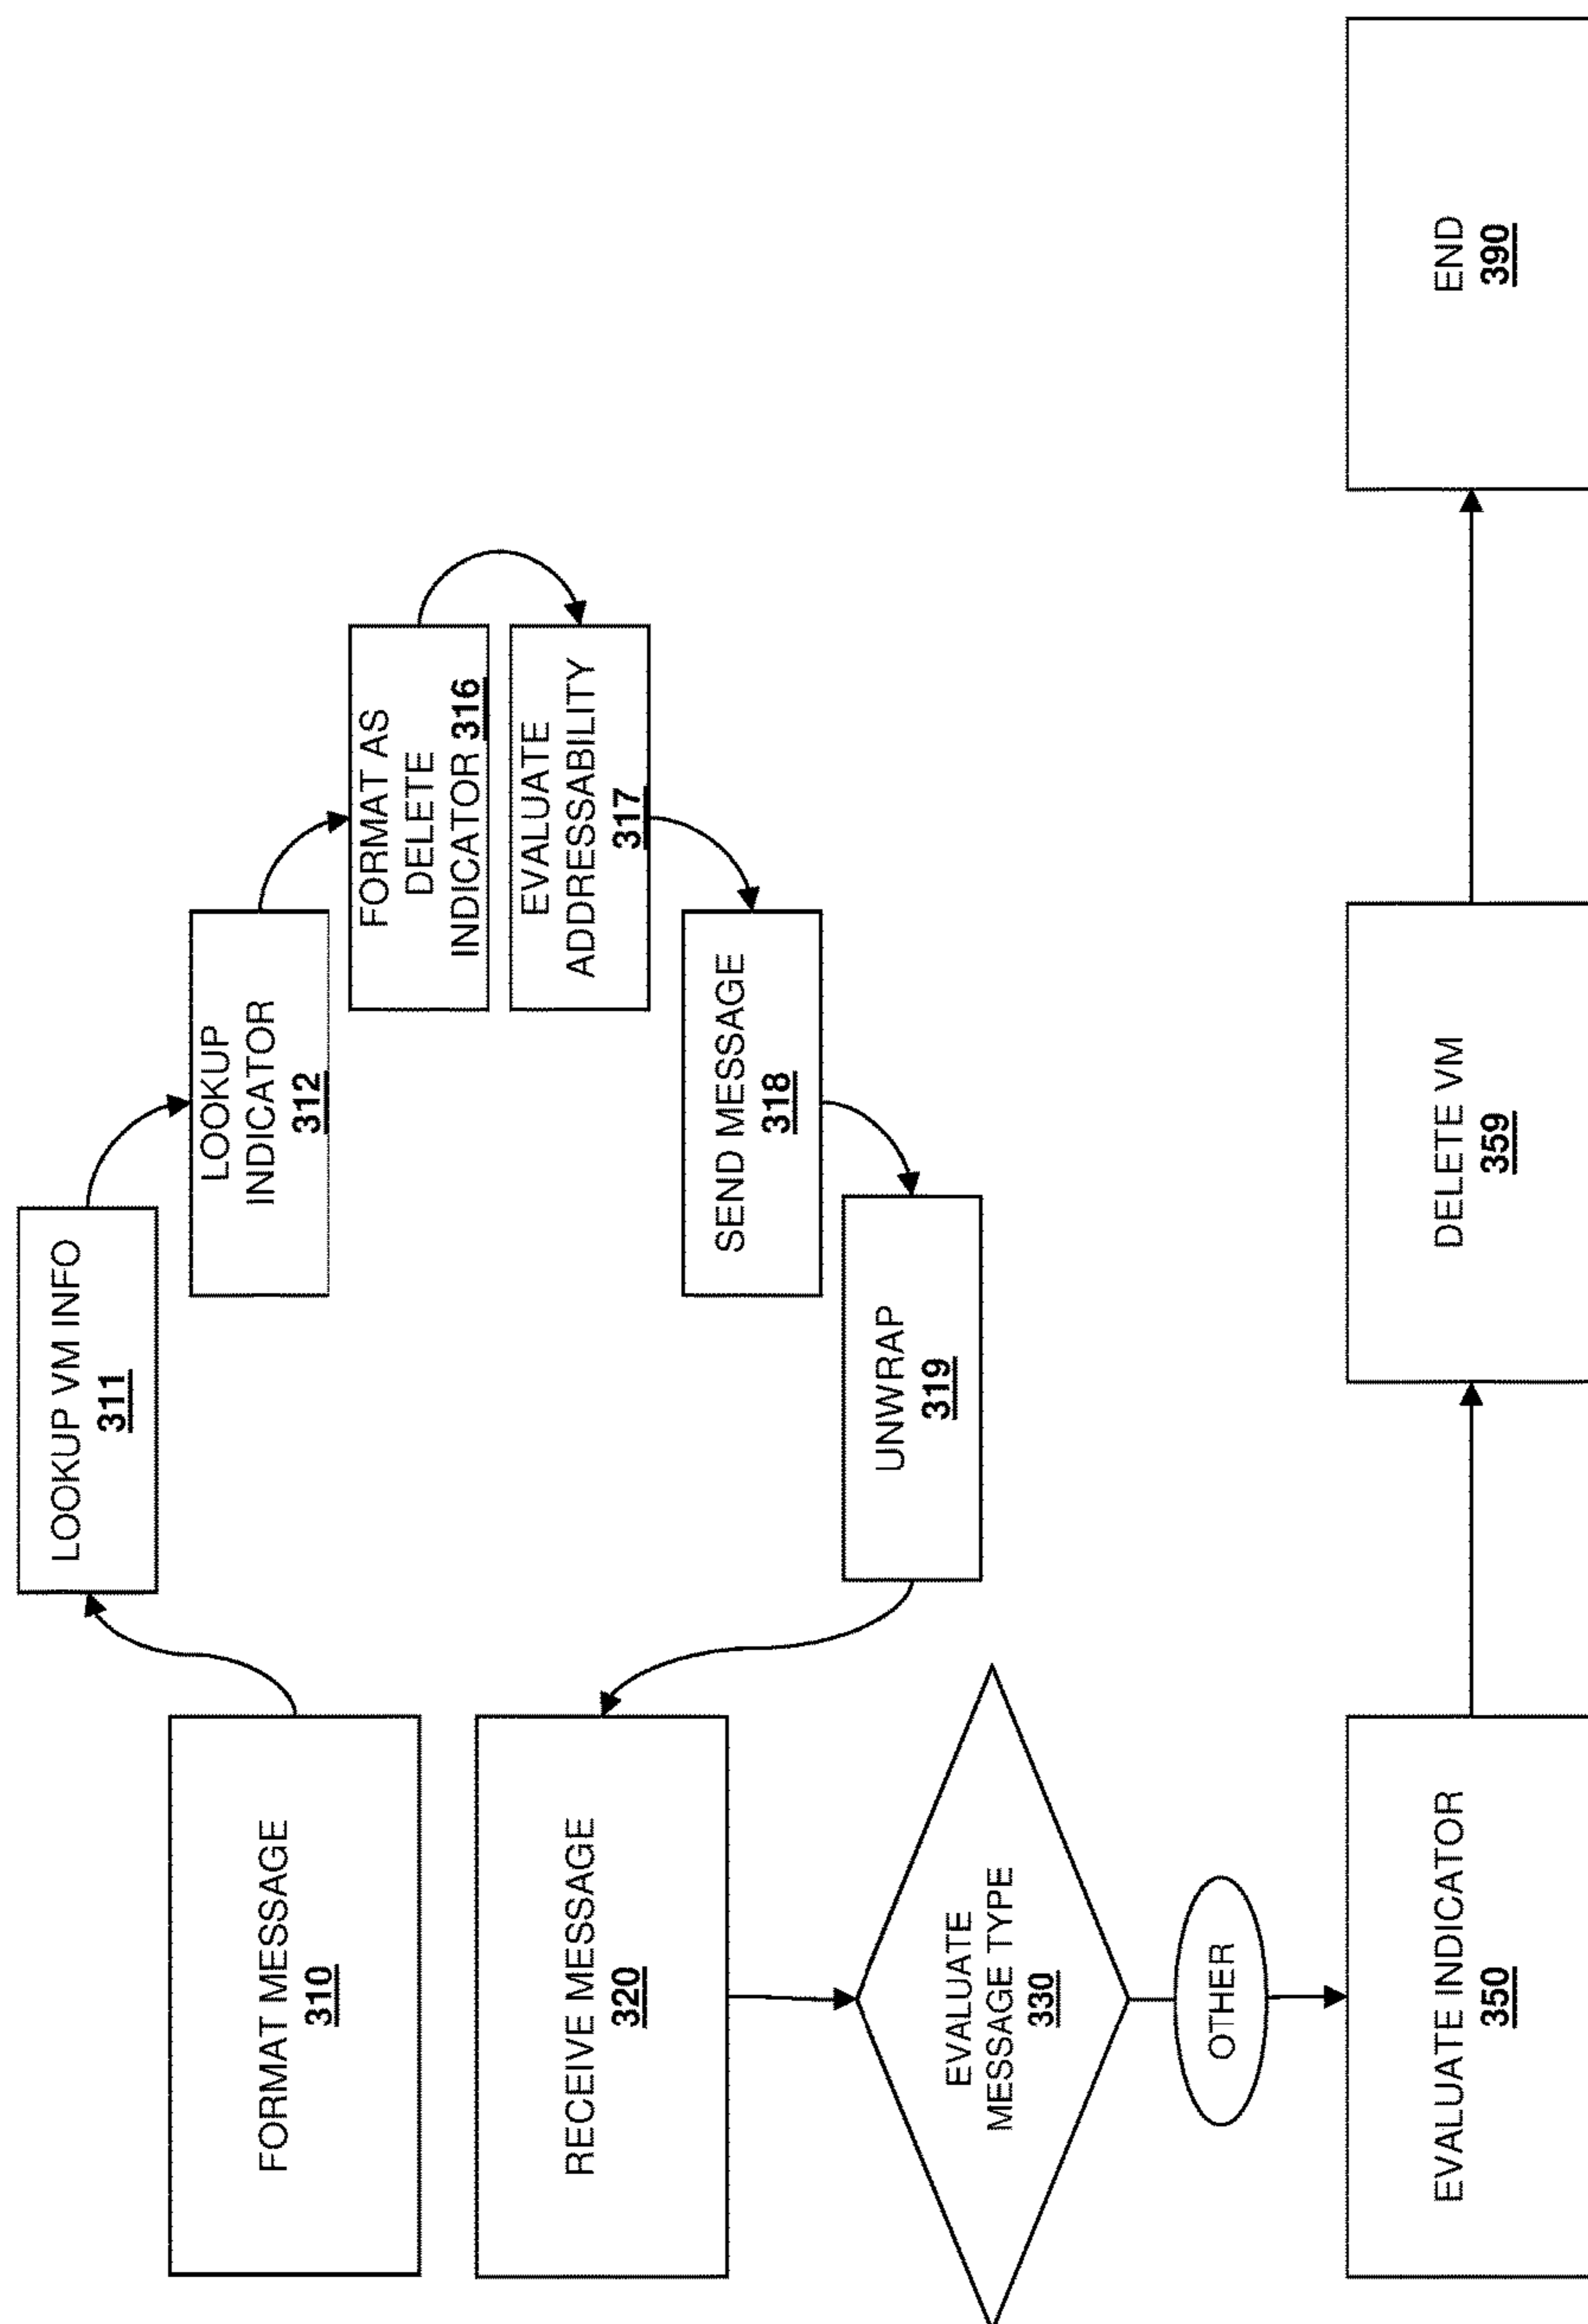 FORMAT MESSAGE
310
LOOKUP VM INFO
311
LOOKUP
INDICATOR
312
FORMAT AS
DELETE
INDICATOR 316
EVALUATE
ADDRESSABILITY
317
SEND MESSAGE
318
UNWRAP
319
RECEIVE MESSAGE
320
EVALUATE
MESSAGE TYPE
330
OTHER
EVALUATE INDICATOR
350
DELETE VM
359
END
390